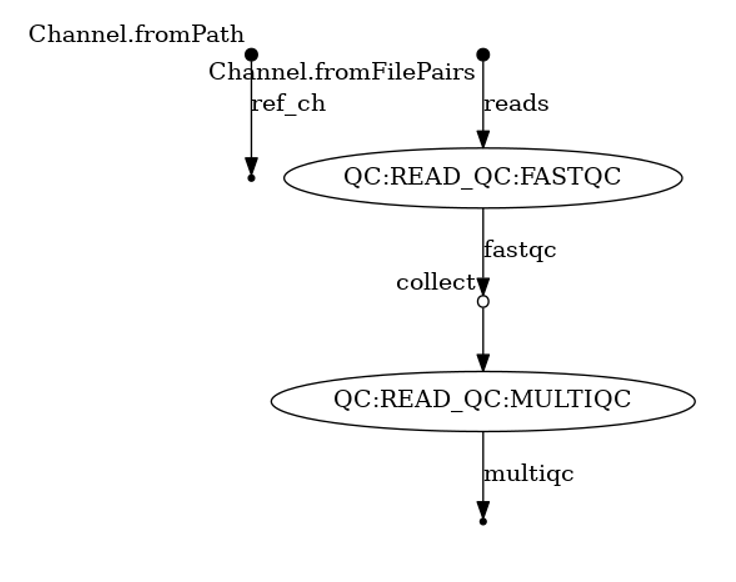 Channel.fromPath
Channel.fromFilePairs
ref_ch
reads
QC:READ_QC:FASTQC
fastqc
collect
QC:READ_QC:MULTIQC
multiqc